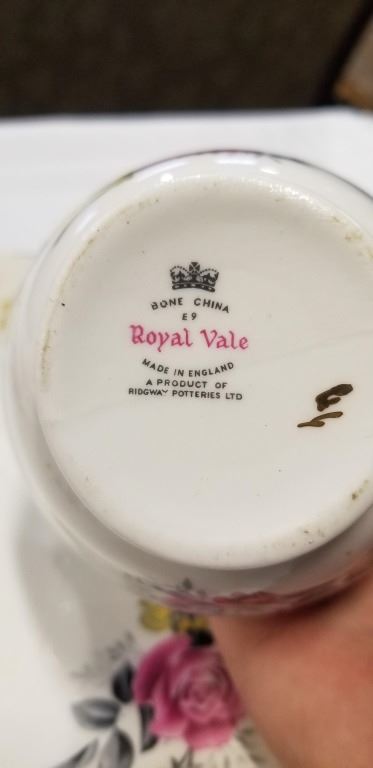 BONE CHINA
E9
Royal Vale
MADE IN ENGLAND
A PRODUCT OF
RIDGWAY POTTERIES LTD